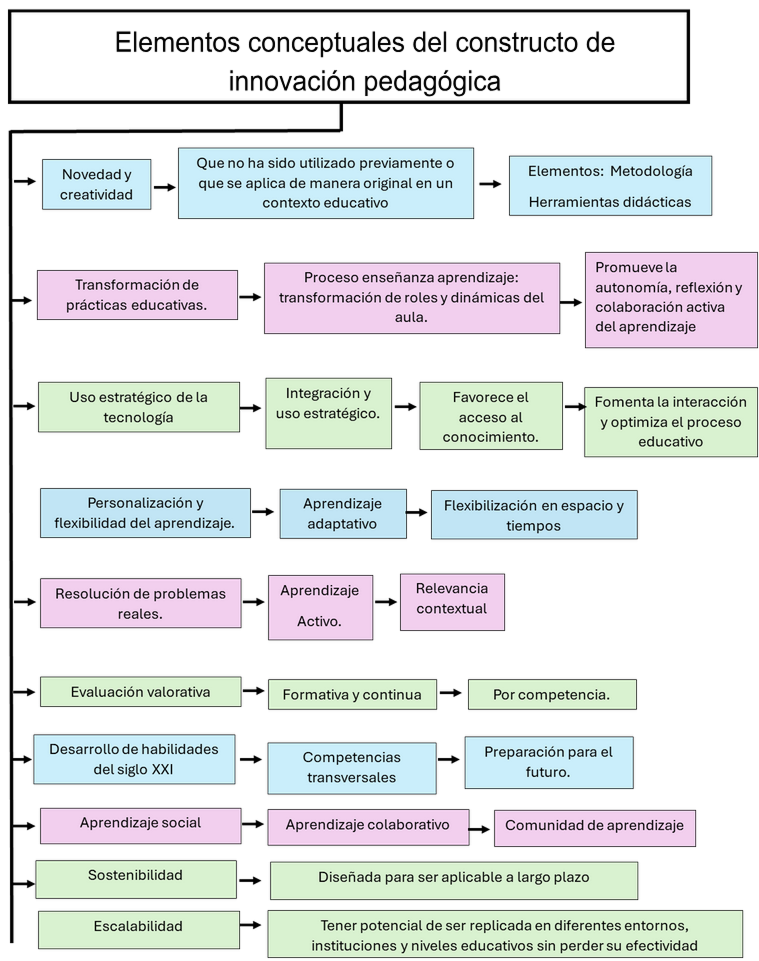 Elementos conceptuales del constructo de
innovación pedagógica
Novedad y
creatividad
Que no ha sido utilizado previamente o
que se aplica de manera original en un
contexto educativo
Elementos: Metodología
Herramientas didácticas
Transformación de
prácticas educativas.
Proceso enseñanza aprendizaje:
transformación de roles y dinámicas del
aula.
Promueve la
autonomía, reflexión y
colaboración activa
del aprendizaje
Uso estratégico de la
tecnología
Integración y
uso estratégico.
Favorece el
acceso al
conocimiento.
Fomenta la interacción
y optimiza el proceso
educativo
Personalización y
flexibilidad del aprendizaje.
Aprendizaje
adaptativo
Flexibilización en espacio y
tiempos
Resolución de problemas
reales.
Aprendizaje
Activo.
Relevancia
contextual
Evaluación valorativa
Formativa y continua
Por competencia.
Desarrollo de habilidades
del siglo XXI
Competencias
transversales
Preparación para el
futuro.
Aprendizaje social
Aprendizaje colaborativo
Comunidad de aprendizaje
Sostenibilidad
Diseñada para ser aplicable a largo plazo
Escalabilidad
Tener potencial de ser replicada en diferentes entornos,
instituciones y niveles educativos sin perder su efectividad